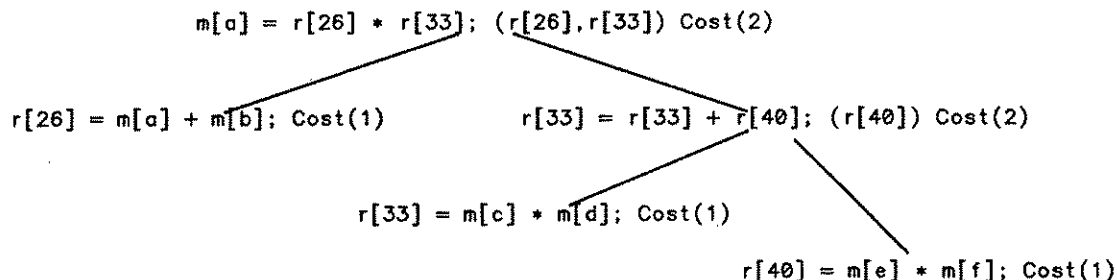 m[a] = r[26] * r[33]; (r[26],r[33]) Cost(2)
r[26] = m[a] + m[b]; Cost(1)
r[33] = r[33] + r[40]; (r[40]) Cost(2)
r[33] = m[c] * m[d]; Cost(1)
r[40] = m[e] * m[f]; Cost(1)